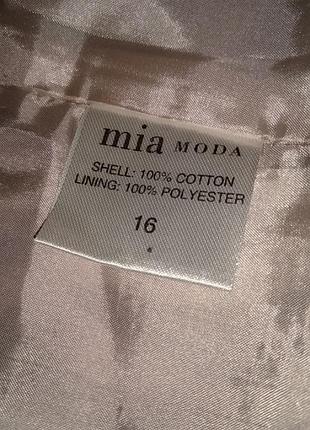 mia MODA
SHELL: 100% COTTON
LINING: 100% POLYESTER
16